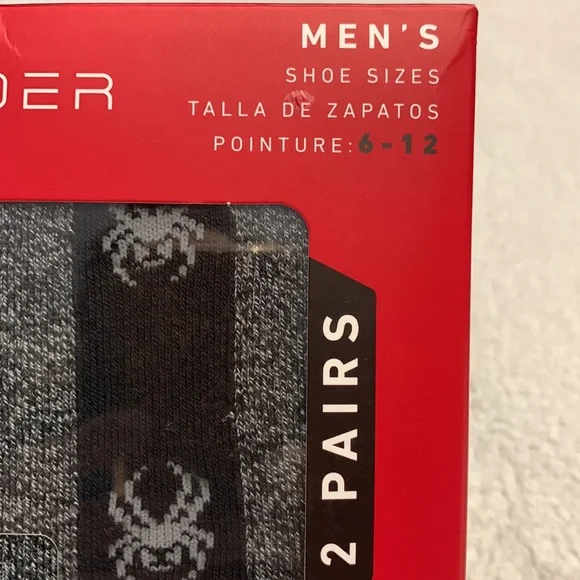 DER
MEN'S
SHOE SIZES
TALLA DE ZAPATOS
POINTURE: 6-12
2 PAIRS